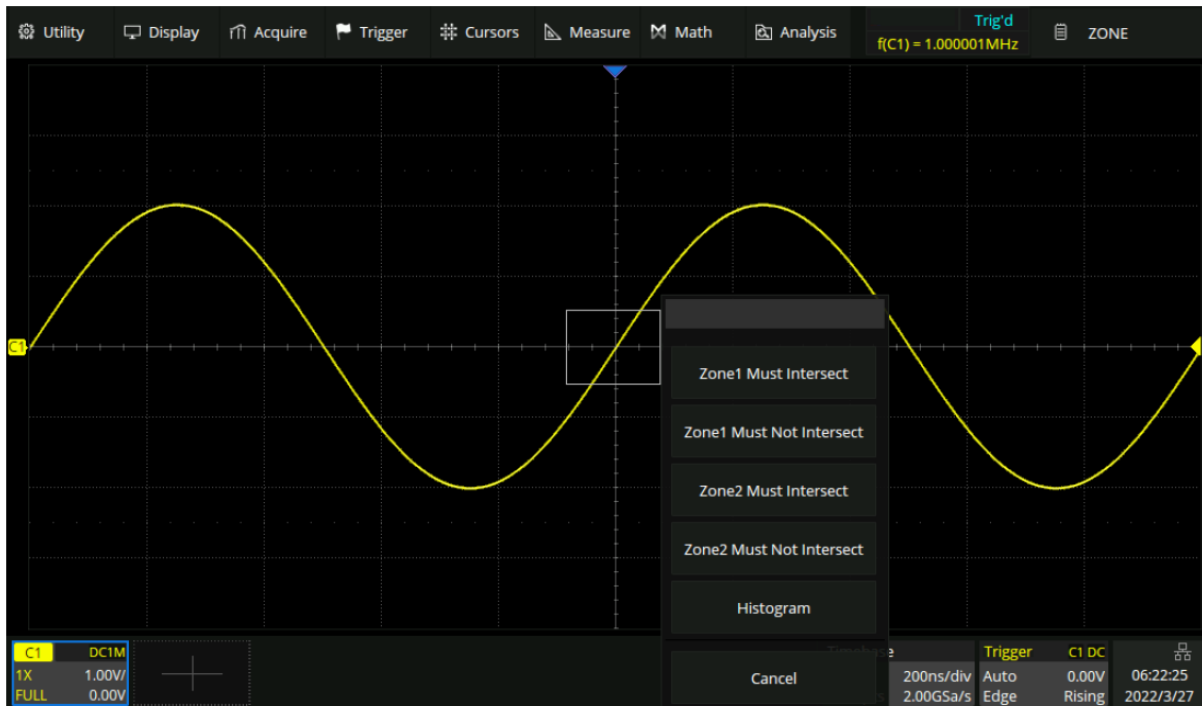 Utility Display Acquire Trigger Cursors Measure Math Analysis
Trig'd
f(C1) = 1.000001MHz
ZONE
C1
Zone1 Must Intersect
Zone1 Must Not Intersect
Zone2 Must Intersect
Zone2 Must Not Intersect
Histogram
Cancel
C1 DC1M
1X 1.00V/
FULL 0.00V
200ns/div
2.00GSa/s
Trigger C1 DC
Auto 0.00V
Edge Rising
06:22:25
2022/3/27